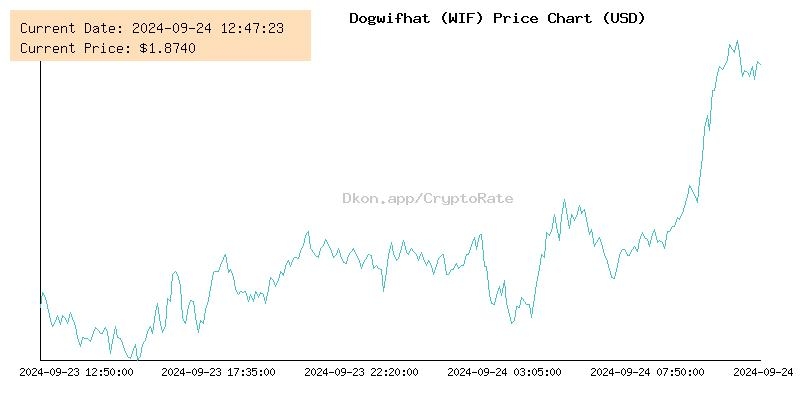 Dogwifhat (WIF) Price Chart (USD)
Current Date: 2024-09-24 12:47:23
Current Price: $1.8740
Dkon.app/CryptoRate
2024-09-23 12:50:00 2024-09-23 17:35:00 2024-09-23 22:20:00 2024-09-24 03:05:00 2024-09-24 07:50:00 2024-09-24